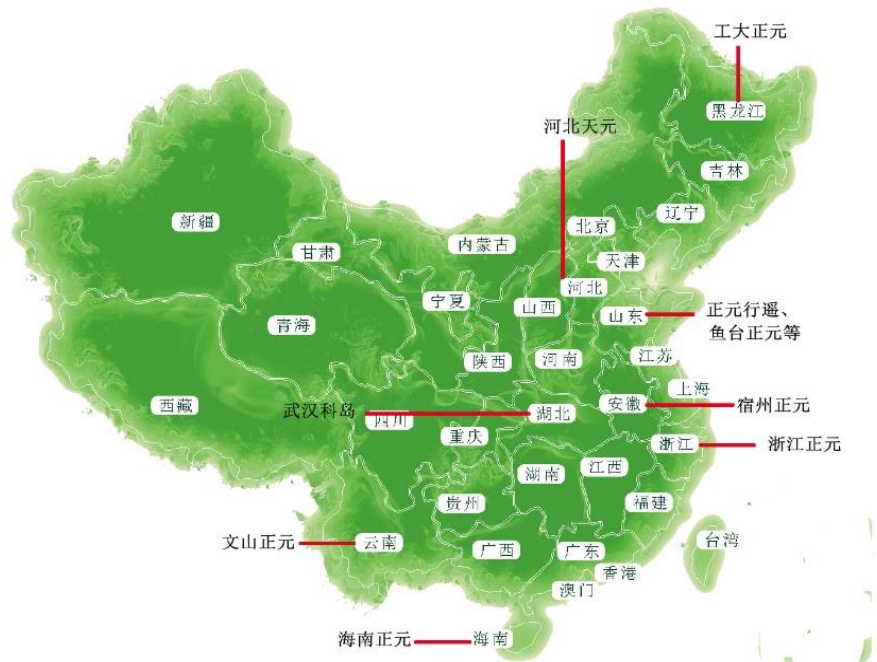 工大正元
黑龙江
河北天元
吉林
辽宁
新疆
北京
内蒙古
甘肃
天津
河北
宁夏
山西
正元行遥、
鱼台正元等
山东
青海
江苏
河南
陕西
上海
西藏
武汉科岛
四川
湖北
安徽
宿州正元
重庆
浙江
浙江正元
江西
湖南
贵州
福建
文山正元
云南
台湾
广西
广东
香港
澳门
海南正元
海南